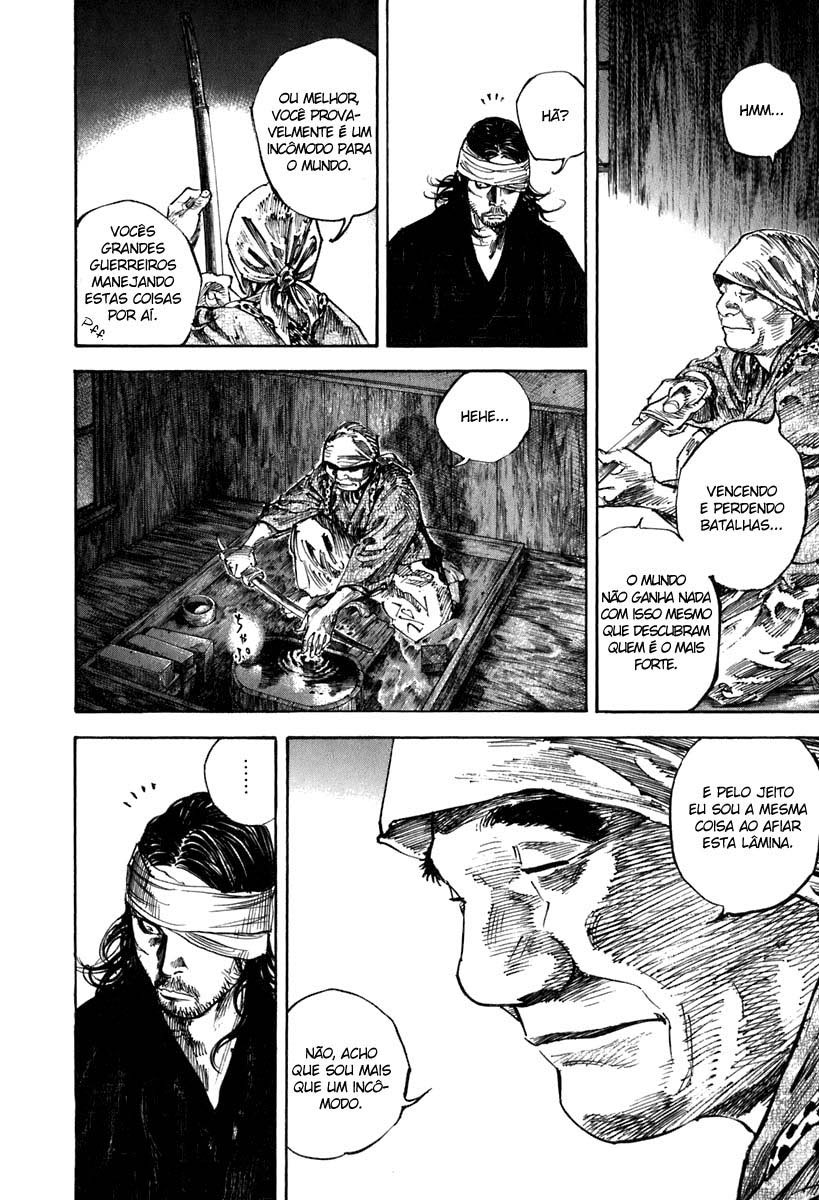 HMM...
VENCENDO
E PERDENDO
BATALHAS...
O MUNDO
NÃO GANHA NADA
COM ISSO MESMO
QUE DESCUBRAM
QUEM É O MAIS
FORTE.
HÃ?
OU MELHOR,
VOCÊ PROVA-
VELMENTE É UM
INCÔMODO PARA
O MUNDO.
VOCÊS
GRANDES
GUERREIROS
MANEJANDO
ESTAS COISAS
POR AÍ.
Pff
HEHE...
E PELO JEITO
EU SOU A MESMA
COISA AO AFIAR
ESTA LÂMINA.
NÃO, ACHO
QUE SOU MAIS
QUE UM INCÔ-
MODO.
......